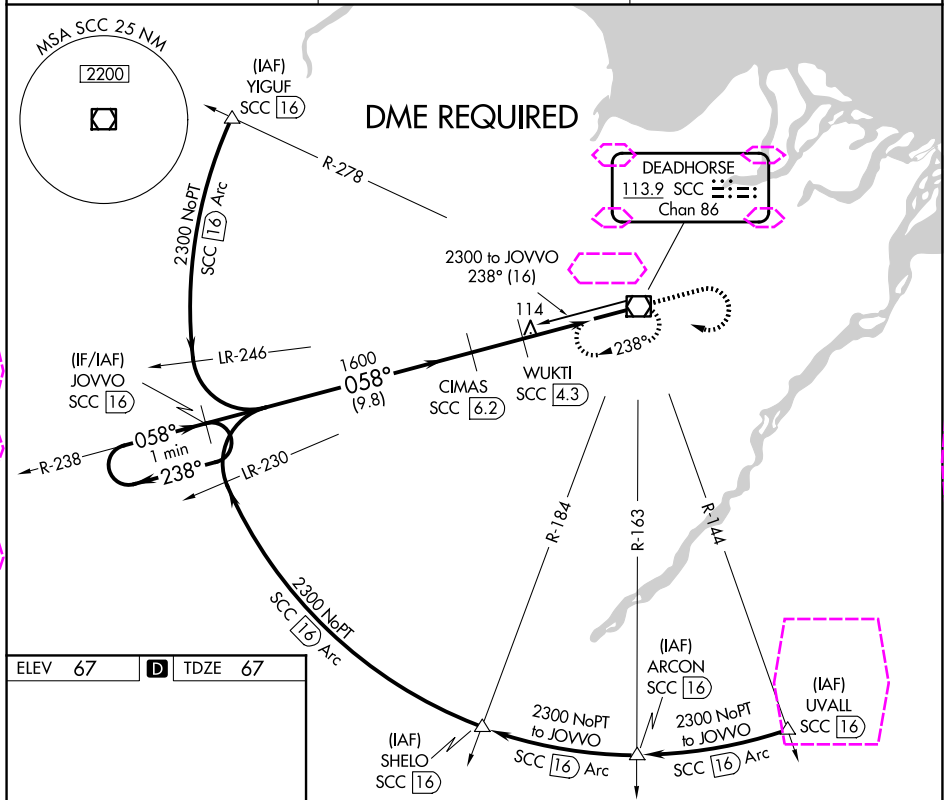 MSA SCC 25 NM
2200
(IAF)
YIGUF
SCC 16
DME REQUIRED
R-278
DEADHORSE
113.9 SCC
Chan 86
2300 NoPT
SCC 16 Arc
2300 to JOVVO
238° (16)
114
238°
LR-246
1600
058°
(9.8)
CIMAS
SCC 6.2
WUKTI
SCC 4.3
(IF/IAF)
JOVVO
SCC 16
R-238
058°
1 min
238°
LR-230
R-184
R-163
R-144
2300 NoPT
SCC 16 Arc
ELEV 67
D
TDZE 67
(IAF)
SHELO
SCC 16
2300 NoPT
to JOVVO
SCC 16 Arc
(IAF)
ARCON
SCC 16
2300 NoPT
to JOVVO
SCC 16 Arc
(IAF)
UVALL
SCC 16